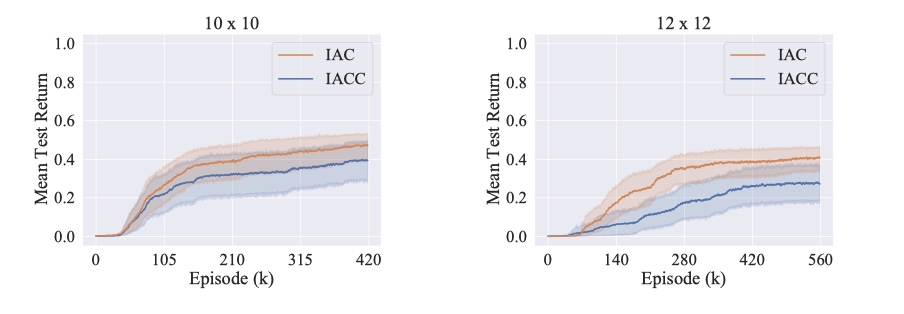 10 x 10
1.0
0.8
0.6
0.4
0.2
0.0
Mean Test Return
IAC
IACC
0 105 210 315 420
Episode (k)
12 x 12
1.0
0.8
0.6
0.4
0.2
0.0
Mean Test Return
IAC
IACC
0 140 280 420 560
Episode (k)